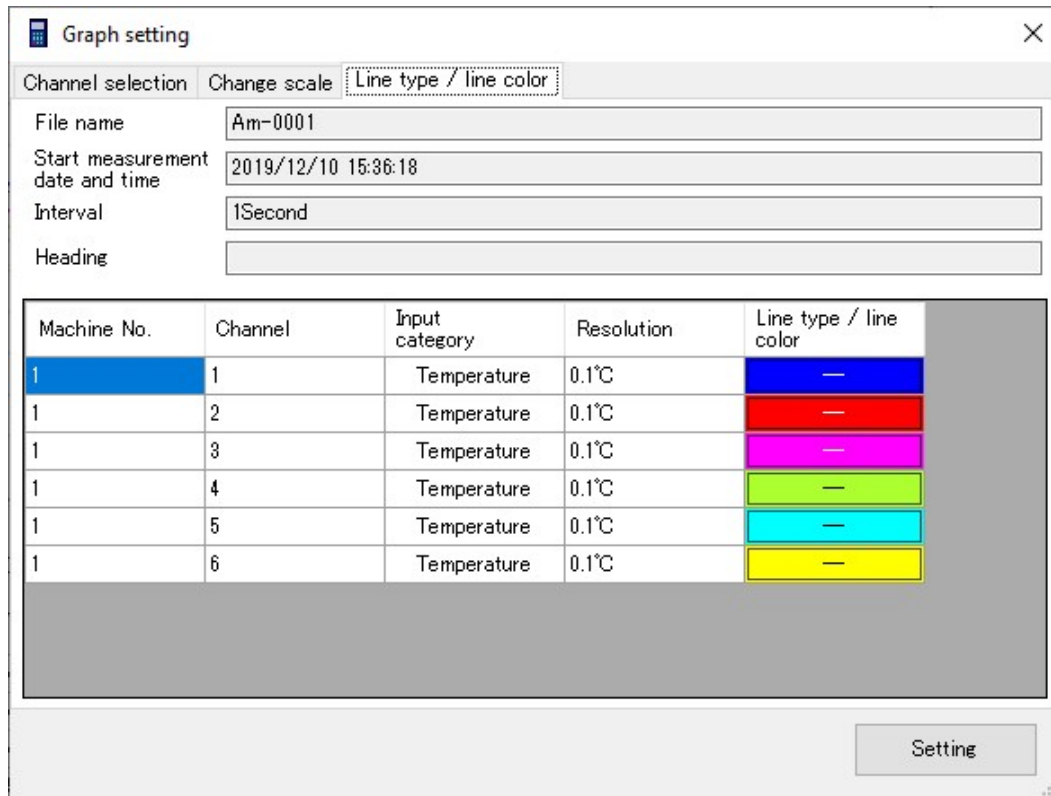 Graph setting
Channel selection Change scale Line type / line color
File name Am-0001
Start measurement
date and time 2019/12/10 15:36:18
Interval 1Second
Heading
Machine No. Channel Input
category Resolution Line type / line
color
1 1 Temperature 0.1℃
1 2 Temperature 0.1℃
1 3 Temperature 0.1℃
1 4 Temperature 0.1℃
1 5 Temperature 0.1℃
1 6 Temperature 0.1℃
Setting